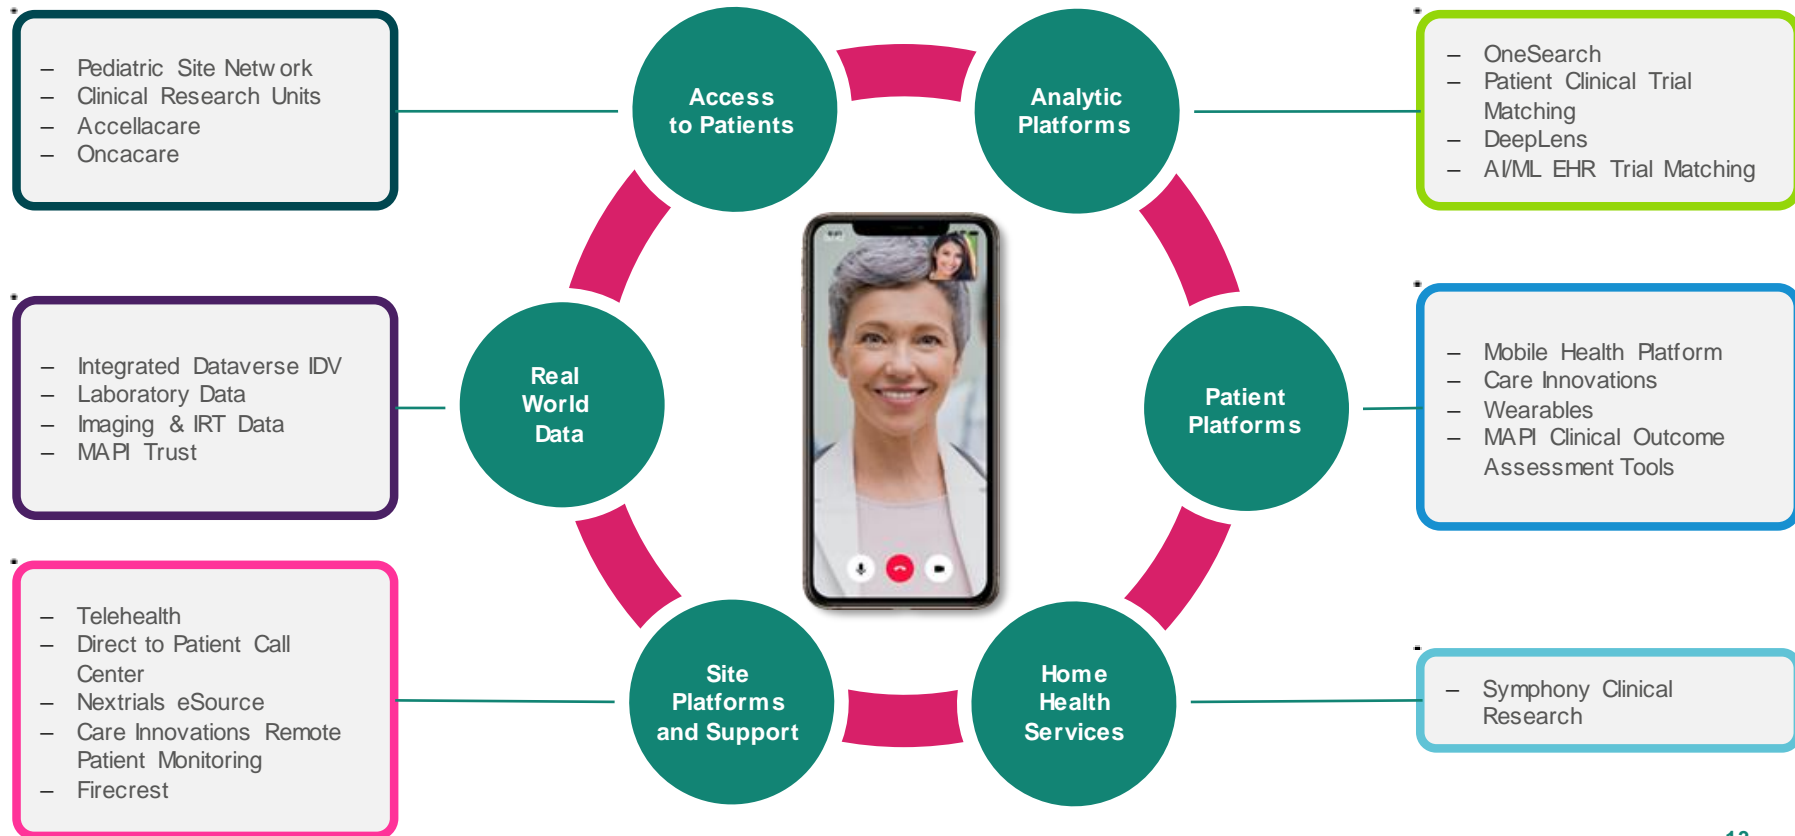 – Pediatric Site Network
– Clinical Research Units
– Accellacare
– Oncacare
Access
to Patients
Analytic
Platforms
– OneSearch
– Patient Clinical Trial
Matching
– DeepLens
– AI/ML EHR Trial Matching
– Integrated Dataverse IDV
– Laboratory Data
– Imaging & IRT Data
– MAPI Trust
Real
World
Data
Patient
Platforms
– Mobile Health Platform
– Care Innovations
– Wearables
– MAPI Clinical Outcome
Assessment Tools
– Telehealth
– Direct to Patient Call
Center
– Nextrials eSource
– Care Innovations Remote
Patient Monitoring
– Firecrest
Site
Platforms
and Support
Home
Health
Services
– Symphony Clinical
Research